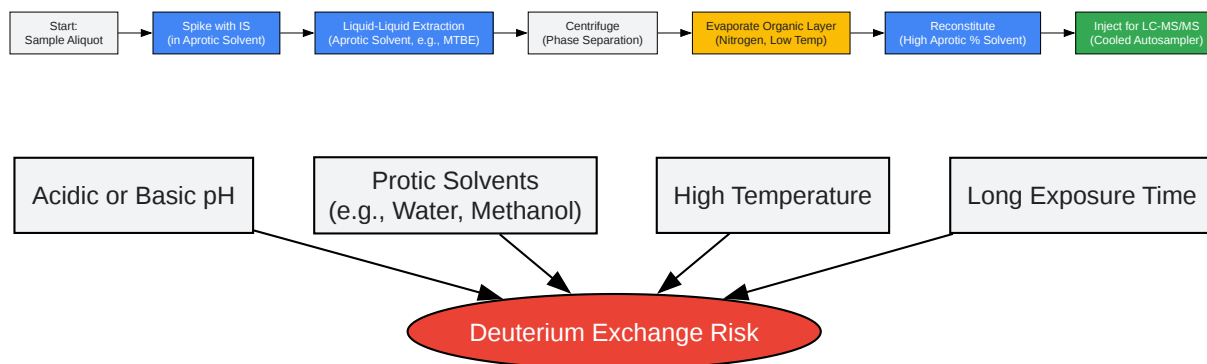 Start:
Sample Aliquot
Spike with IS
(in Aprotic Solvent)
Liquid-Liquid Extraction
(Aprotic Solvent, e.g., MTBE)
Centrifuge
(Phase Separation)
Evaporate Organic Layer
(Nitrogen, Low Temp)
Reconstitute
(High Aprotic % Solvent)
Inject for LC-MS/MS
(Cooled Autosampler)
Acidic or Basic pH
Protic Solvents
(e.g., Water, Methanol)
High Temperature
Long Exposure Time
Deuterium Exchange Risk